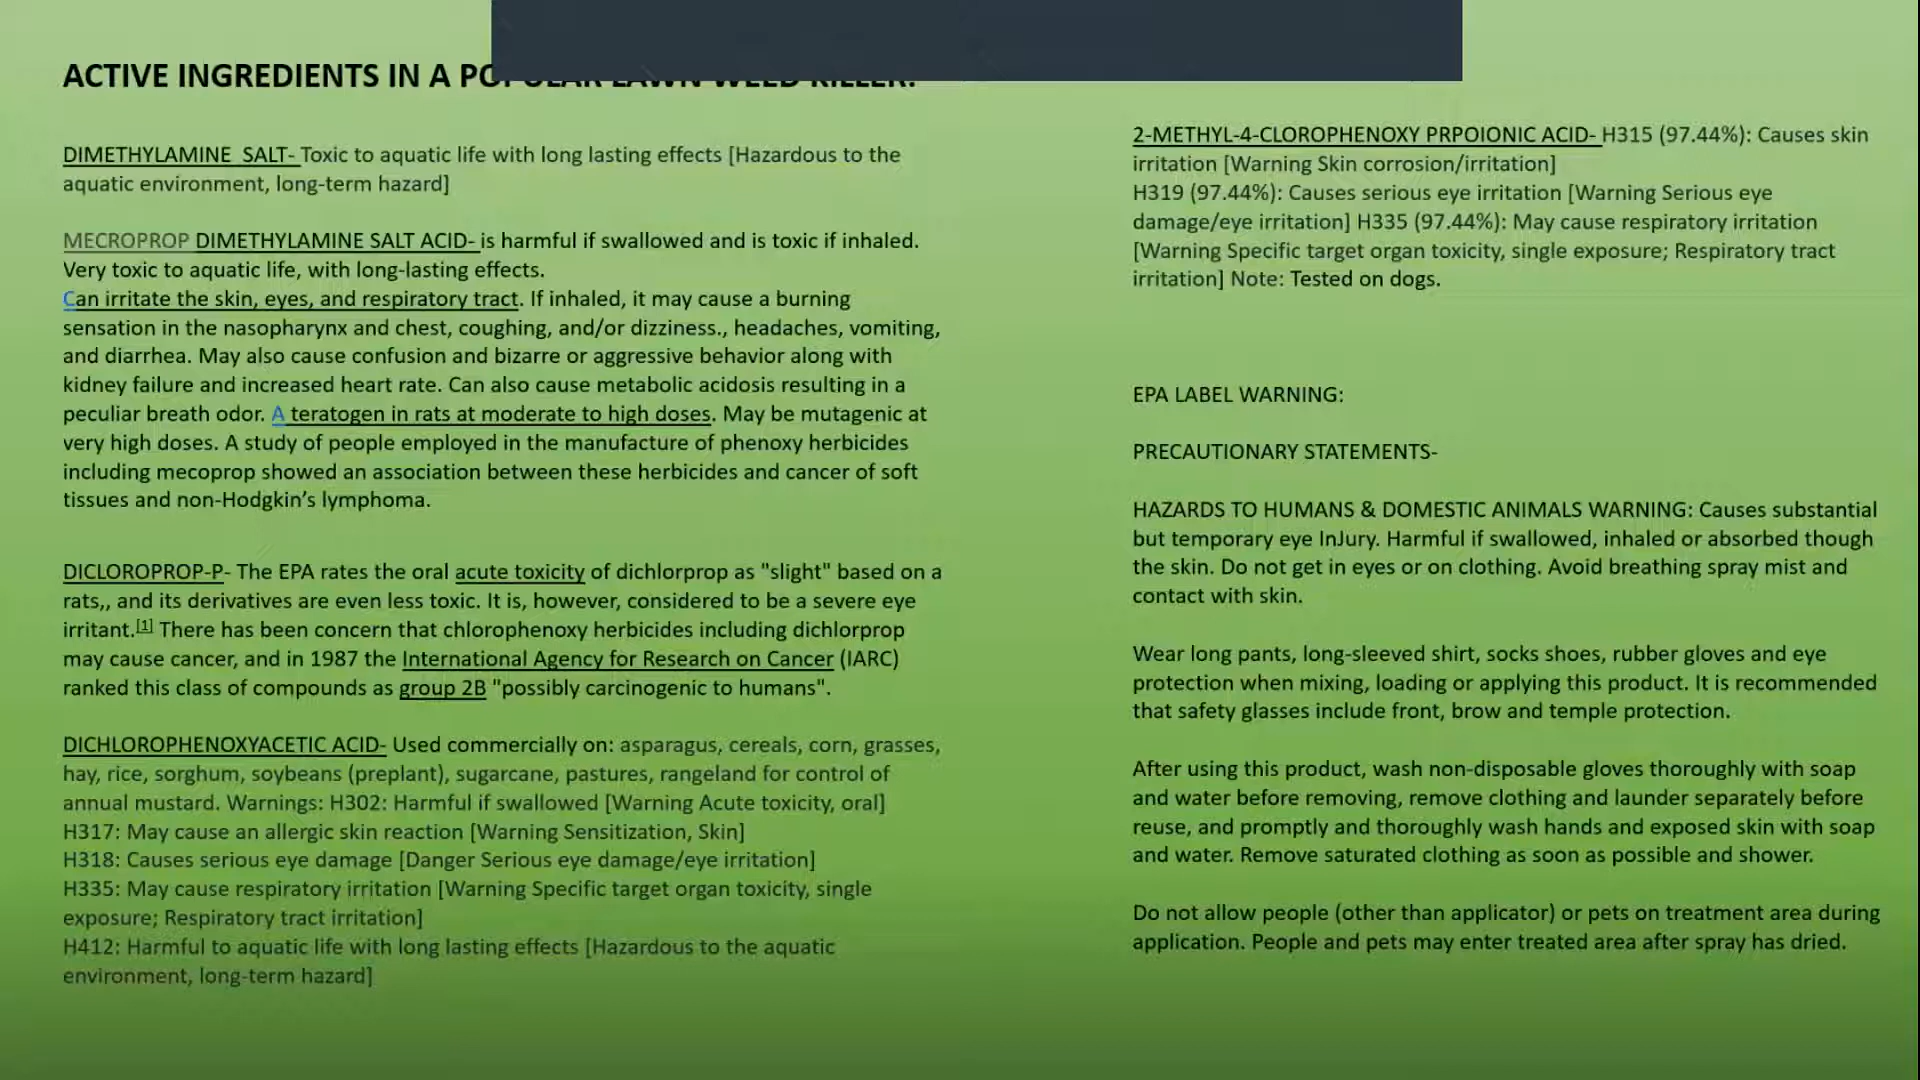 ACTIVE INGREDIENTS IN A POPULAR LAWN WEED KILLER:
DIMETHYLAMINE  SALT- Toxic to aquatic life with long lasting effects [Hazardous to the
aquatic environment, long-term hazard]
MECROPROP DIMETHYLAMINE SALT ACID- is harmful if swallowed and is toxic if inhaled.
Very toxic to aquatic life, with long-lasting effects.
Can irritate the skin, eyes, and respiratory tract. If inhaled, it may cause a burning
sensation in the nasopharynx and chest, coughing, and/or dizziness., headaches, vomiting,
and diarrhea. May also cause confusion and bizarre or aggressive behavior along with
kidney failure and increased heart rate. Can also cause metabolic acidosis resulting in a
peculiar breath odor. A teratogen in rats at moderate to high doses. May be mutagenic at
very high doses. A study of people employed in the manufacture of phenoxy herbicides
including mecoprop showed an association between these herbicides and cancer of soft
tissues and non-Hodgkin's lymphoma.
DICLOROPROP-P- The EPA rates the oral acute toxicity of dichlorprop as "slight" based on a
rats,, and its derivatives are even less toxic. It is, however, considered to be a severe eye
irritant.[1] There has been concern that chlorophenoxy herbicides including dichlorprop
may cause cancer, and in 1987 the International Agency for Research on Cancer (IARC)
ranked this class of compounds as group 2B "possibly carcinogenic to humans".
DICHLOROPHENOXYACETIC ACID- Used commercially on: asparagus, cereals, corn, grasses,
hay, rice, sorghum, soybeans (preplant), sugarcane, pastures, rangeland for control of
annual mustard. Warnings: H302: Harmful if swallowed [Warning Acute toxicity, oral]
H317: May cause an allergic skin reaction [Warning Sensitization, Skin]
H318: Causes serious eye damage [Danger Serious eye damage/eye irritation]
H335: May cause respiratory irritation [Warning Specific target organ toxicity, single
exposure; Respiratory tract irritation]
H412: Harmful to aquatic life with long lasting effects [Hazardous to the aquatic
environment, long-term hazard]
2-METHYL-4-CLOROPHENOXY PRPOIONIC ACID- H315 (97.44%): Causes skin
irritation [Warning Skin corrosion/irritation]
H319 (97.44%): Causes serious eye irritation [Warning Serious eye
damage/eye irritation] H335 (97.44%): May cause respiratory irritation
[Warning Specific target organ toxicity, single exposure; Respiratory tract
irritation] Note: Tested on dogs.
EPA LABEL WARNING:
PRECAUTIONARY STATEMENTS-
HAZARDS TO HUMANS & DOMESTIC ANIMALS WARNING: Causes substantial
but temporary eye InJury. Harmful if swallowed, inhaled or absorbed though
the skin. Do not get in eyes or on clothing. Avoid breathing spray mist and
contact with skin.
Wear long pants, long-sleeved shirt, socks shoes, rubber gloves and eye
protection when mixing, loading or applying this product. It is recommended
that safety glasses include front, brow and temple protection.
After using this product, wash non-disposable gloves thoroughly with soap
and water before removing, remove clothing and launder separately before
reuse, and promptly and thoroughly wash hands and exposed skin with soap
and water. Remove saturated clothing as soon as possible and shower.
Do not allow people (other than applicator) or pets on treatment area during
application. People and pets may enter treated area after spray has dried.